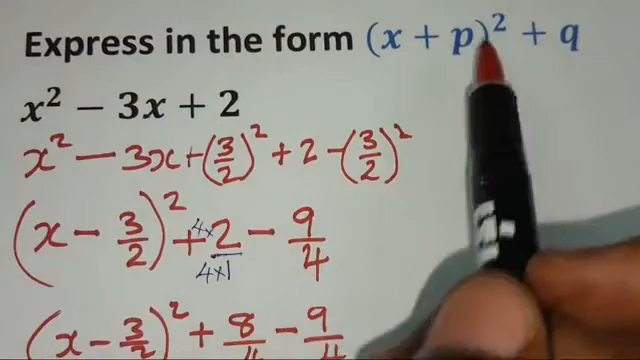 Express in the form (x + p)² + q
x² − 3x + 2
x² − 3x + (3/2)² + 2 − (3/2)²
(x − 3/2)² + 4× 2/4×1 − 9/4
(x − 3/2)² + 8/4 − 9/4